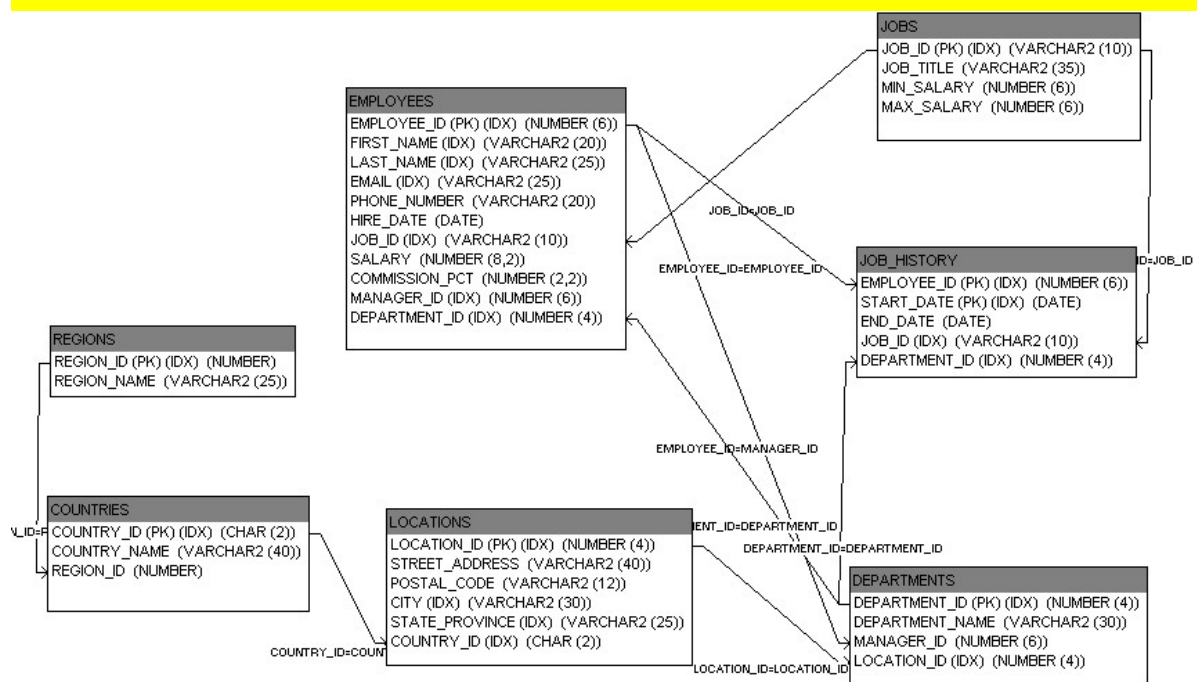 JOBS
JOB_ID (PK) (IDX) (VARCHAR2 (10))
JOB_TITLE (VARCHAR2 (35))
MIN_SALARY (NUMBER (6))
MAX_SALARY (NUMBER (6))
EMPLOYEES
EMPLOYEE_ID (PK) (IDX) (NUMBER (6))
FIRST_NAME (IDX) (VARCHAR2 (20))
LAST_NAME (IDX) (VARCHAR2 (25))
EMAIL (IDX) (VARCHAR2 (25))
PHONE_NUMBER (VARCHAR2 (20))
HIRE_DATE (DATE)
JOB_ID (IDX) (VARCHAR2 (10))
SALARY (NUMBER (8,2))
COMMISSION_PCT (NUMBER (2,2))
MANAGER_ID (IDX) (NUMBER (6))
DEPARTMENT_ID (IDX) (NUMBER (4))
JOB_ID=JOB_ID
EMPLOYEE_ID=EMPLOYEE_ID
JOB_HISTORY
EMPLOYEE_ID (PK) (IDX) (NUMBER (6))
START_DATE (PK) (IDX) (DATE)
END_DATE (DATE)
JOB_ID (IDX) (VARCHAR2 (10))
DEPARTMENT_ID (IDX) (NUMBER (4))
ID=JOB_ID
REGIONS
REGION_ID (PK) (IDX) (NUMBER)
REGION_NAME (VARCHAR2 (25))
EMPLOYEE_ID=MANAGER_ID
COUNTRIES
COUNTRY_ID (PK) (IDX) (CHAR (2))
COUNTRY_NAME (VARCHAR2 (40))
REGION_ID (NUMBER)
LOCATIONS
LOCATION_ID (PK) (IDX) (NUMBER (4))
STREET_ADDRESS (VARCHAR2 (40))
POSTAL_CODE (VARCHAR2 (12))
CITY (IDX) (VARCHAR2 (30))
STATE_PROVINCE (IDX) (VARCHAR2 (25))
COUNTRY_ID (IDX) (CHAR (2))
COUNTRY_ID=COUNT
MENT_ID=DEPARTMENT_ID
DEPARTMENT_ID=DEPARTMENT_ID
DEPARTMENTS
DEPARTMENT_ID (PK) (IDX) (NUMBER (4))
DEPARTMENT_NAME (VARCHAR2 (30))
MANAGER_ID (NUMBER (6))
LOCATION_ID (IDX) (NUMBER (4))
LOCATION_ID=LOCATION_ID